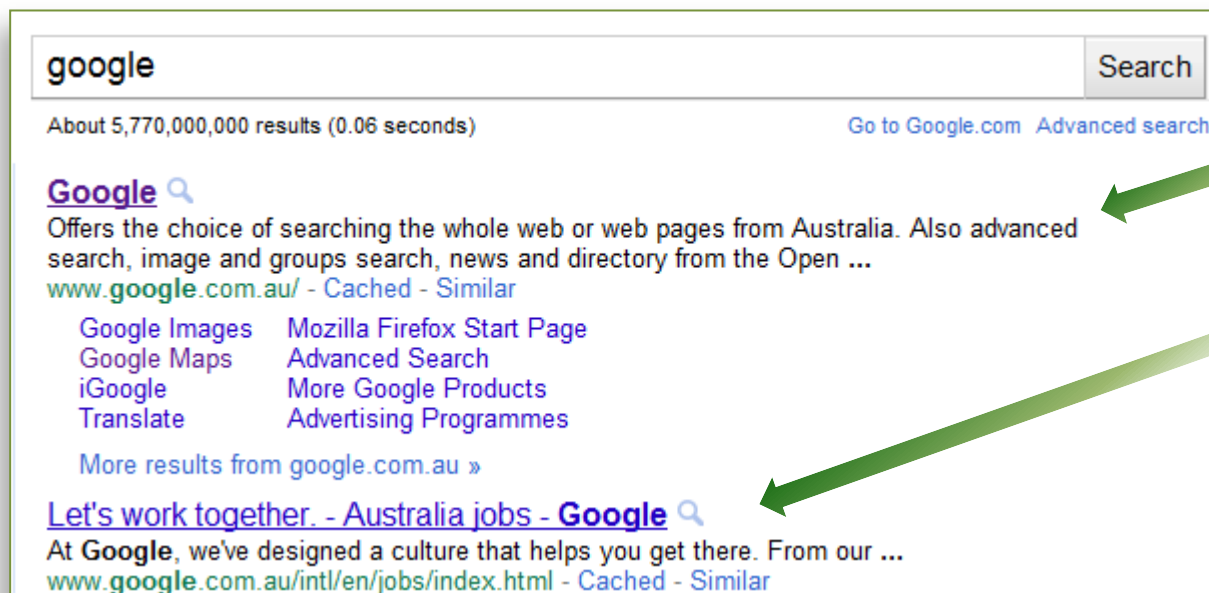 google Search
About 5,770,000,000 results (0.06 seconds) Go to Google.com Advanced search
Google
Offers the choice of searching the whole web or web pages from Australia. Also advanced
search, image and groups search, news and directory from the Open ...
www.google.com.au/ - Cached - Similar
Google Images Mozilla Firefox Start Page
Google Maps Advanced Search
iGoogle More Google Products
Translate Advertising Programmes
More results from google.com.au »
Let's work together. - Australia jobs - Google
At Google, we've designed a culture that helps you get there. From our ...
www.google.com.au/intl/en/jobs/index.html - Cached - Similar